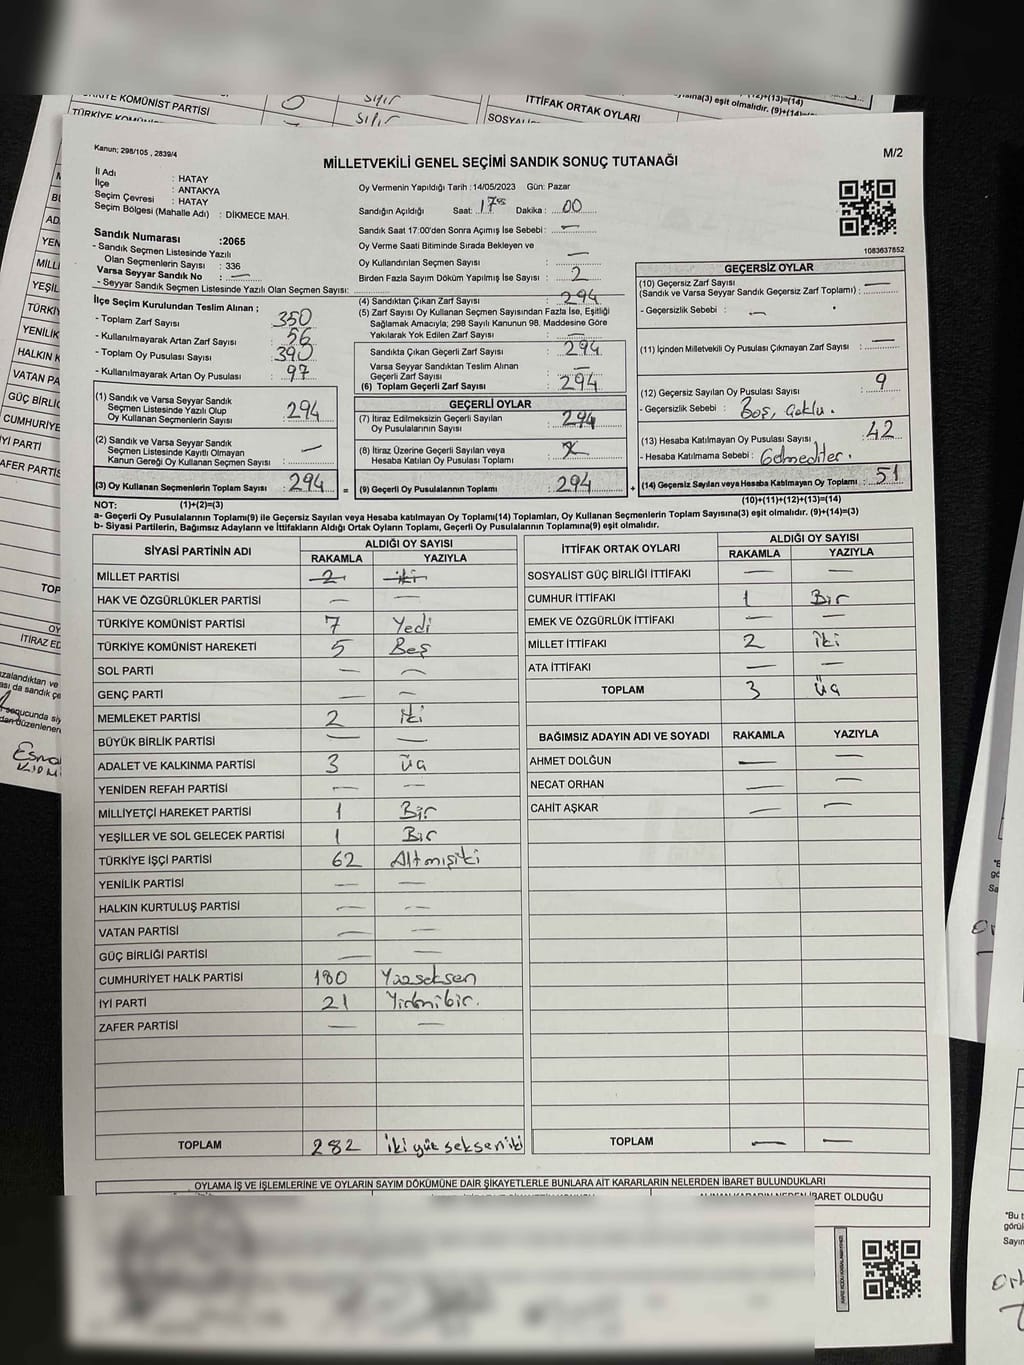 TÜRKİYE KOMÜNİST PARTİSİ O sıfır
sıfır
İTTİFAK ORTAK OYLARI
Kanun; 298/105 , 2839/4
MİLLETVEKİLİ GENEL SEÇİMİ SANDIK SONUÇ TUTANAĞI
M/2
İl Adı : HATAY
İlçe : ANTAKYA
Seçim Çevresi : HATAY
Seçim Bölgesi (Mahalle Adı) : DİKMECE MAH.
Oy Vermenin Yapıldığı Tarih : 14/05/2023 Gün: Pazar
Sandığın Açıldığı Saat: 17 Dakika : 00
Sandık Saat 17:00'den Sonra Açılmış İse Sebebi : —
Oy Verme Saati Bitiminde Sırada Bekleyen ve
Oy Kullandırılan Seçmen Sayısı : —
Birden Fazla Sayım Döküm Yapılmış İse Sayısı : 2
1083637852
Sandık Numarası :2065
- Sandık Seçmen Listesinde Yazılı
Olan Seçmenlerin Sayısı : 336
Varsa Seyyar Sandık No : —
- Seyyar Sandık Seçmen Listesinde Yazılı Olan Seçmen Sayısı:
İlçe Seçim Kurulundan Teslim Alınan ;
- Toplam Zarf Sayısı : 350
- Kullanılmayarak Artan Zarf Sayısı : 56
- Toplam Oy Pusulası Sayısı : 390
- Kullanılmayarak Artan Oy Pusulası : 97
(1) Sandık ve Varsa Seyyar Sandık
Seçmen Listesinde Yazılı Olup
Oy Kullanan Seçmenlerin Sayısı : 294
(2) Sandık ve Varsa Seyyar Sandık
Seçmen Listesinde Kayıtlı Olmayan
Kanun Gereği Oy Kullanan Seçmen Sayısı : —
(3) Oy Kullanan Seçmenlerin Toplam Sayısı : 294
(4) Sandıktan Çıkan Zarf Sayısı : 294
(5) Zarf Sayısı Oy Kullanan Seçmen Sayısından Fazla İse, Eşitliği
Sağlamak Amacıyla; 298 Sayılı Kanunun 98. Maddesine Göre
Yakılarak Yok Edilen Zarf Sayısı : —
Sandıkta Çıkan Geçerli Zarf Sayısı : 294
Varsa Seyyar Sandıktan Teslim Alınan
Geçerli Zarf Sayısı : —
(6) Toplam Geçerli Zarf Sayısı : 294
GEÇERLİ OYLAR
(7) İtiraz Edilmeksizin Geçerli Sayılan
Oy Pusulalarının Sayısı : 294
(8) İtiraz Üzerine Geçerli Sayılan veya
Hesaba Katılan Oy Pusulası Toplamı :
= (9) Geçerli Oy Pusulalarının Toplamı : 294
GEÇERSİZ OYLAR
(10) Geçersiz Zarf Sayısı
(Sandık ve Varsa Seyyar Sandık Geçersiz Zarf Toplamı) : —
- Geçersizlik Sebebi : —
(11) İçinden Milletvekili Oy Pusulası Çıkmayan Zarf Sayısı : —
(12) Geçersiz Sayılan Oy Pusulası Sayısı : 9
- Geçersizlik Sebebi : Boş, Çoklu.
(13) Hesaba Katılmayan Oy Pusulası Sayısı : 42
- Hesaba Katılmama Sebebi : Gelmediler.
+ (14) Geçersiz Sayılan veya Hesaba Katılmayan Oy Toplamı : 51
NOT: (1)+(2)=(3)
(10)+(11)+(12)+(13)=(14)
a- Geçerli Oy Pusulalarının Toplamı(9) ile Geçersiz Sayılan veya Hesaba katılmayan Oy Toplamı(14) Toplamları, Oy Kullanan Seçmenlerin Toplam Sayısına(3) eşit olmalıdır. (9)+(14)=(3)
b- Siyasi Partilerin, Bağımsız Adayların ve İttifakların Aldığı Ortak Oyların Toplamı, Geçerli Oy Pusulalarının Toplamına(9) eşit olmalıdır.
SİYASİ PARTİNİN ADI ALDIĞI OY SAYISI
RAKAMLA YAZIYLA
MİLLET PARTİSİ 2 iki
HAK VE ÖZGÜRLÜKLER PARTİSİ — —
TÜRKİYE KOMÜNİST PARTİSİ 7 Yedi
TÜRKİYE KOMÜNİST HAREKETİ 5 Beş
SOL PARTİ — —
GENÇ PARTİ — —
MEMLEKET PARTİSİ 2 iki
BÜYÜK BİRLİK PARTİSİ — —
ADALET VE KALKINMA PARTİSİ 3 üç
YENİDEN REFAH PARTİSİ — —
MİLLİYETÇİ HAREKET PARTİSİ 1 Bir
YEŞİLLER VE SOL GELECEK PARTİSİ 1 Bir
TÜRKİYE İŞÇİ PARTİSİ 62 Altmışiki
YENİLİK PARTİSİ — —
HALKIN KURTULUŞ PARTİSİ — —
VATAN PARTİSİ — —
GÜÇ BİRLİĞİ PARTİSİ — —
CUMHURİYET HALK PARTİSİ 180 Yüzseksen
İYİ PARTİ 21 Yirmibir.
ZAFER PARTİSİ — —
TOPLAM 282 iki yüz sekseniki
İTTİFAK ORTAK OYLARI ALDIĞI OY SAYISI
RAKAMLA YAZIYLA
SOSYALİST GÜÇ BİRLİĞİ İTTİFAKI — —
CUMHUR İTTİFAKI 1 Bir
EMEK VE ÖZGÜRLÜK İTTİFAKI — —
MİLLET İTTİFAKI 2 iki
ATA İTTİFAKI — —
TOPLAM 3 üç
BAĞIMSIZ ADAYIN ADI VE SOYADI RAKAMLA YAZIYLA
AHMET DOLĞUN — —
NECAT ORHAN — —
CAHİT AŞKAR — —
TOPLAM — —
OYLAMA İŞ VE İŞLEMLERİNE VE OYLARIN SAYIM DÖKÜMÜNE DAİR ŞİKAYETLERLE BUNLARA AİT KARARLARIN NELERDEN İBARET BULUNDUKLARI